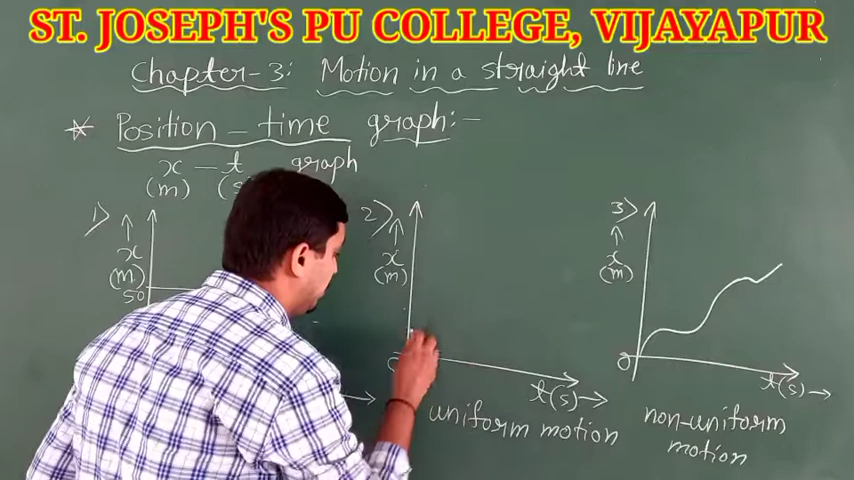 ST. JOSEPH'S PU COLLEGE, VIJAYAPUR
Chapter-3: Motion in a straight line
* Position - time graph:-
x - t graph
(m) (s
1>
x
(m)
50
2>
x
(m)
t(s) →
uniform motion
3>
x
(m)
0
t(s) →
non-uniform
motion